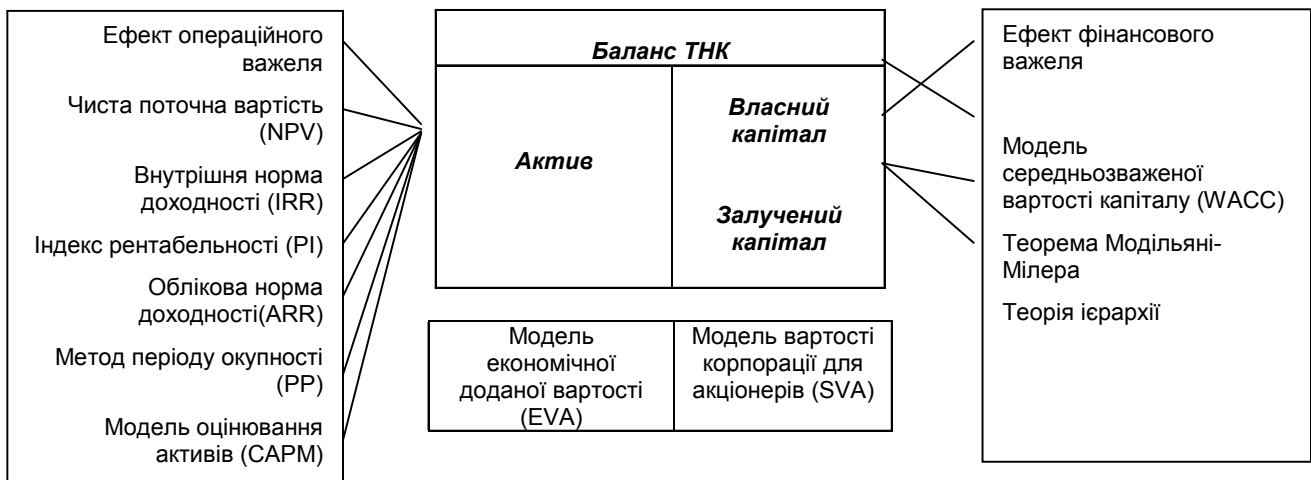 Ефект операційного
важеля
Чиста поточна вартість
(NPV)
Внутрішня норма
доходності (IRR)
Індекс рентабельності (PI)
Облікова норма
доходності(ARR)
Метод періоду окупності
(PP)
Модель оцінювання
активів (CAPM)
Баланс ТНК
Актив
Власний
капітал
Залучений
капітал
Модель
економічної
доданої вартості
(EVA)
Модель вартості
корпорації для
акціонерів (SVA)
Ефект фінансового
важеля
Модель
середньозваженої
вартості капіталу (WACC)
Теорема Модільяні-
Мілера
Теорія ієрархії